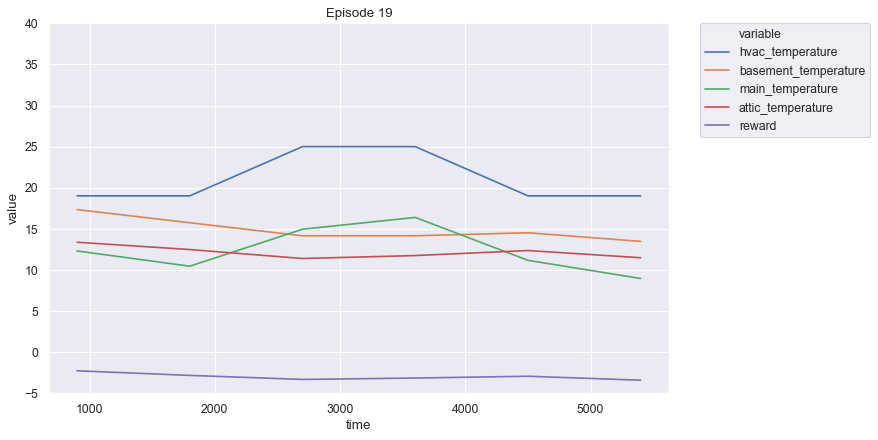 Episode 19
40
35
30
25
20
15
10
5
0
−5
value
1000
2000
3000
4000
5000
time
variable
hvac_temperature
basement_temperature
main_temperature
attic_temperature
reward